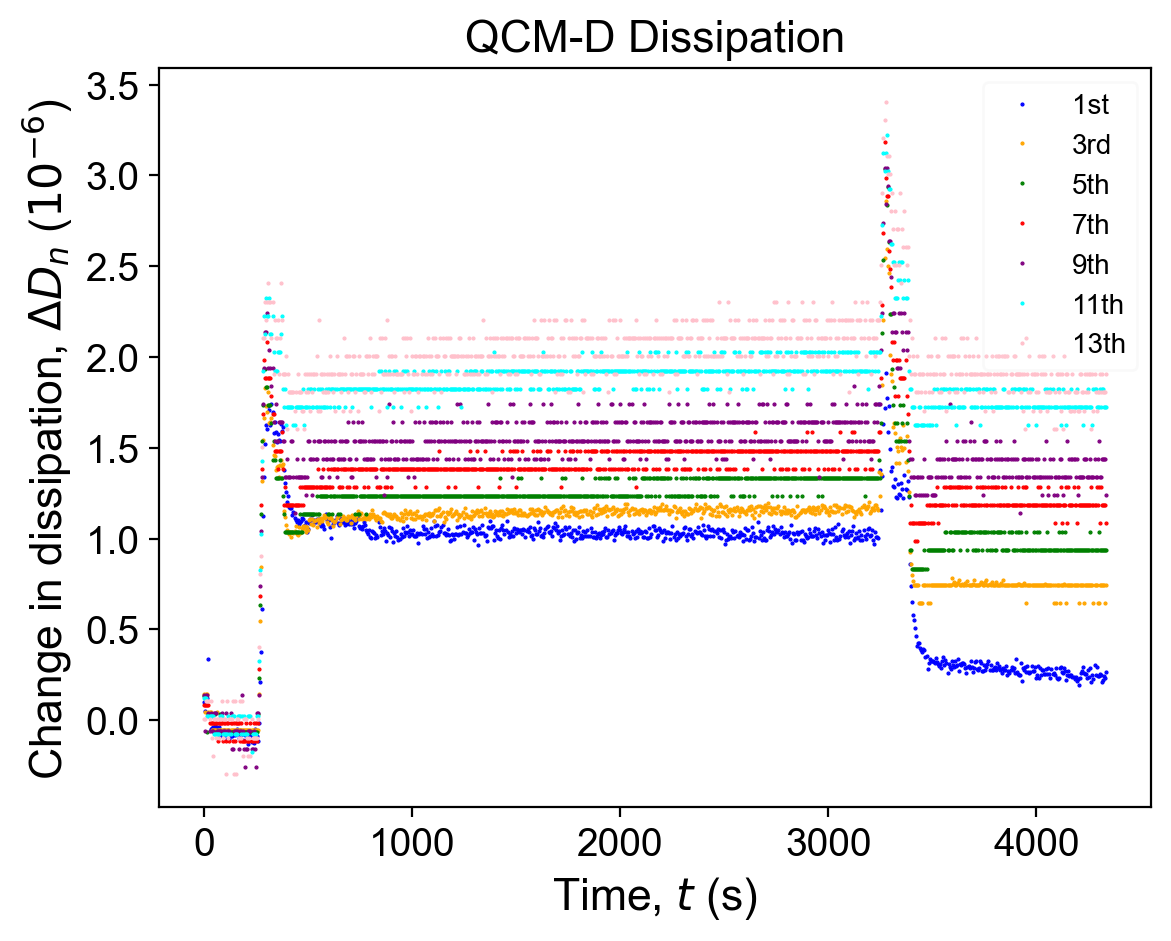 QCM-D Dissipation
Change in dissipation, ΔDₙ (10⁻⁶)
3.5
3.0
2.5
2.0
1.5
1.0
0.5
0.0
0
1000
2000
3000
4000
Time, t (s)
1st
3rd
5th
7th
9th
11th
13th